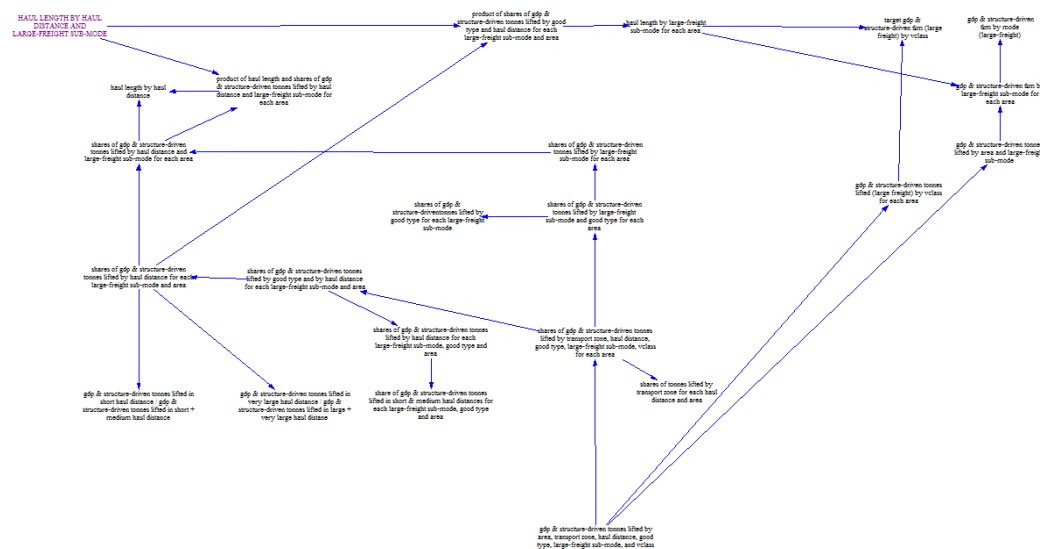 HAUL LENGTH BY HAUL
DISTANCE AND
LARGE-FREIGHT SUB-MODE
product of shares of gdp &
structure-driven tonnes lifted by good
type and haul distance for each
large-freight sub-mode and area
haul length by large-freight
sub-mode for each area
target gdp &
structure-driven tkm (large
freight) by vclass
gdp & structure-driven
tkm by mode
(large-freight)
haul length by haul
distance
product of haul length and shares of gdp
& structure-driven tonnes lifted by haul
distance and large-freight sub-mode for
each area
gdp & structure-driven tkm b
large-freight sub-mode for
each area
shares of gdp & structure-driven
tonnes lifted by haul distance and
large-freight sub-mode for each area
shares of gdp & structure-driven
tonnes lifted by large-freight
sub-mode for each area
gdp & structure-driven tonne
lifted by area and large-freigh
sub-mode
gdp & structure-driven tonnes
lifted (large freight) by vclass
for each area
shares of gdp &
structure-driventonnes lifted by
good type for each large-freight
sub-mode
shares of gdp & structure-driven
tonnes lifted by large-freight
sub-mode and good type for each
area
shares of gdp & structure-driven
tonnes lifted by haul distance for each
large-freight sub-mode and area
shares of gdp & structure-driven tonnes
lifted by good type and by haul distance
for each large-freight sub-mode and area
shares of gdp & structure-driven tonnes
lifted by haul distance for each
large-freight sub-mode, good type and
area
shares of gdp & structure-driven tonnes
lifted by transport zone, haul distance,
good type, large-freight sub-mode, vclass
for each area
gdp & structure-driven tonnes lifted in
short haul distance / gdp &
structure-driven tonnes lifted in short +
medium haul distance
gdp & structure-driven tonnes lifted in
very large haul distance / gdp &
structure-driven tonnes lifted in large +
very large haul distane
share of gdp & structure-driven tonnes
lifted in short & medium haul distances for
each large-freight sub-mode, good type
and area
shares of tonnes lifted by
transport zone for each haul
distance and area
gdp & structure-driven tonnes lifted by
area, transport zone, haul distance, good
type, large-freight sub-mode, and vclass